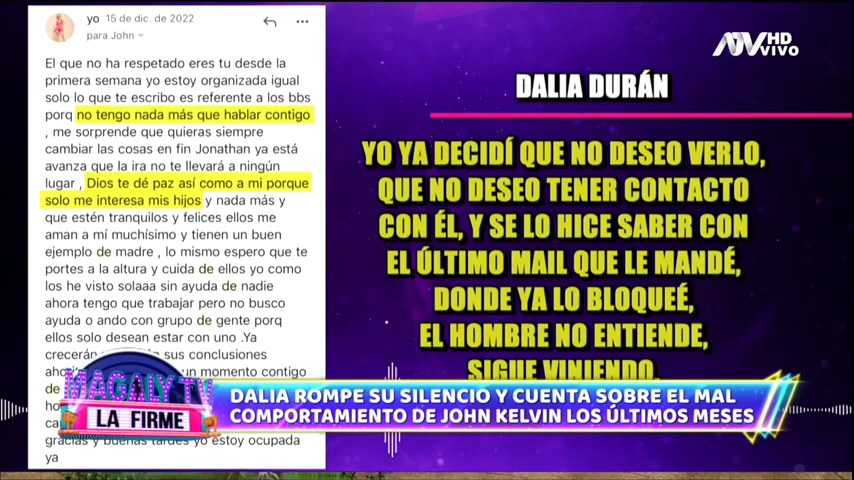 yo 15 de dic. de 2022
para John
El que no ha respetado eres tu desde la
primera semana yo estoy organizada igual
solo lo que te escribo es referente a los bbs
porq no tengo nada más que hablar contigo
, me sorprende que quieras siempre
cambiar las cosas en fin Jonathan ya está
avanza que la ira no te llevará a ningún
lugar , Dios te dé paz así como a mi porque
solo me interesa mis hijos y nada más y
que estén tranquilos y felices ellos me
aman a mí muchísimo y tienen un buen
ejemplo de madre , lo mismo espero que te
portes a la altura y cuida de ellos yo como
los he visto solaaa sin ayuda de nadie
ahora tengo que trabajar pero no busco
ayuda o ando con grupo de gente porq
ellos solo desean estar con uno .Ya
crecerán sus conclusiones
un momento contigo
de
ho
ca
gracias y buenas tardes yo estoy ocupada
ya
ATV HD
VIVO
DALIA DURÁN
YO YA DECIDÍ QUE NO DESEO VERLO,
QUE NO DESEO TENER CONTACTO
CON ÉL, Y SE LO HICE SABER CON
EL ÚLTIMO MAIL QUE LE MANDÉ,
DONDE YA LO BLOQUEÉ,
EL HOMBRE NO ENTIENDE,
SIGUE VINIENDO.
MAGALY TV
LA FIRME
DALIA ROMPE SU SILENCIO Y CUENTA SOBRE EL MAL
COMPORTAMIENTO DE JOHN KELVIN LOS ÚLTIMOS MESES